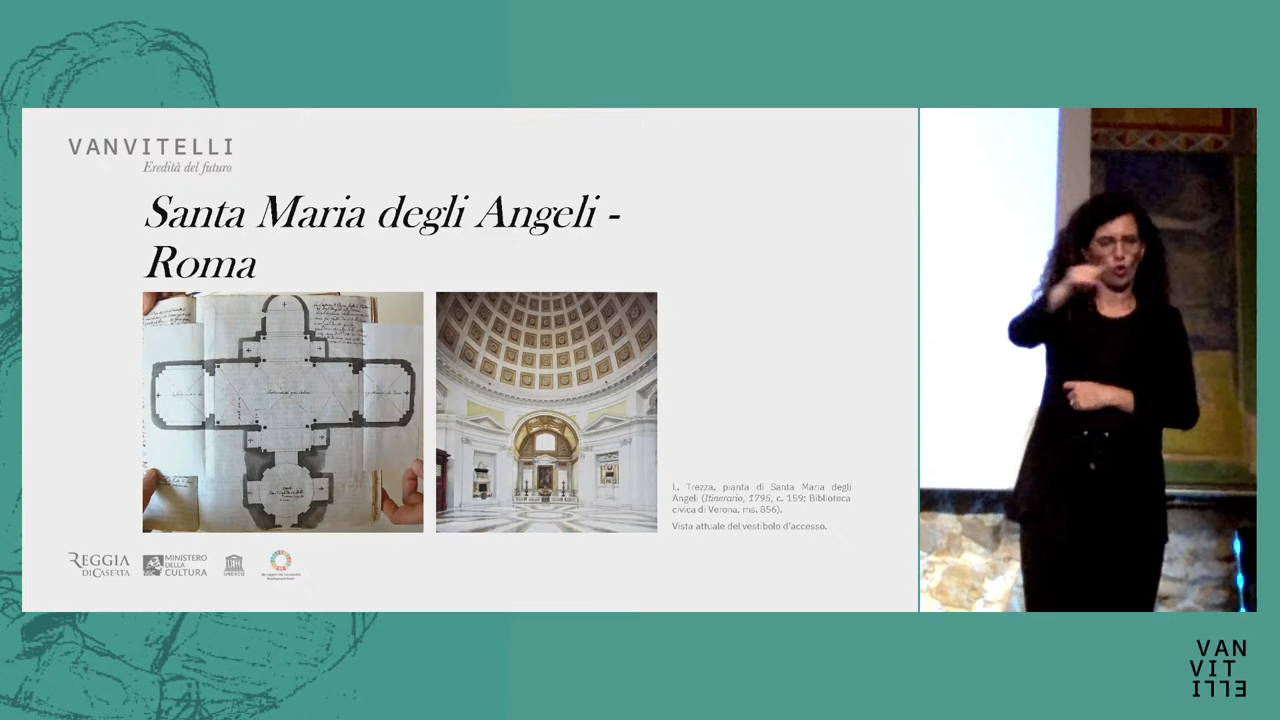 VANVITELLI
Eredità del futuro
Santa Maria degli Angeli -
Roma
L. Trezza, pianta di Santa Maria degli
Angeli (Itinerario, 1795, c. 159; Biblioteca
civica di Verona, ms. 856).
Vista attuale del vestibolo d'accesso.
REGGIA
DI CASERTA
MiC
MINISTERO
DELLA
CULTURA
UNESCO
VAN
VIT
ELLI